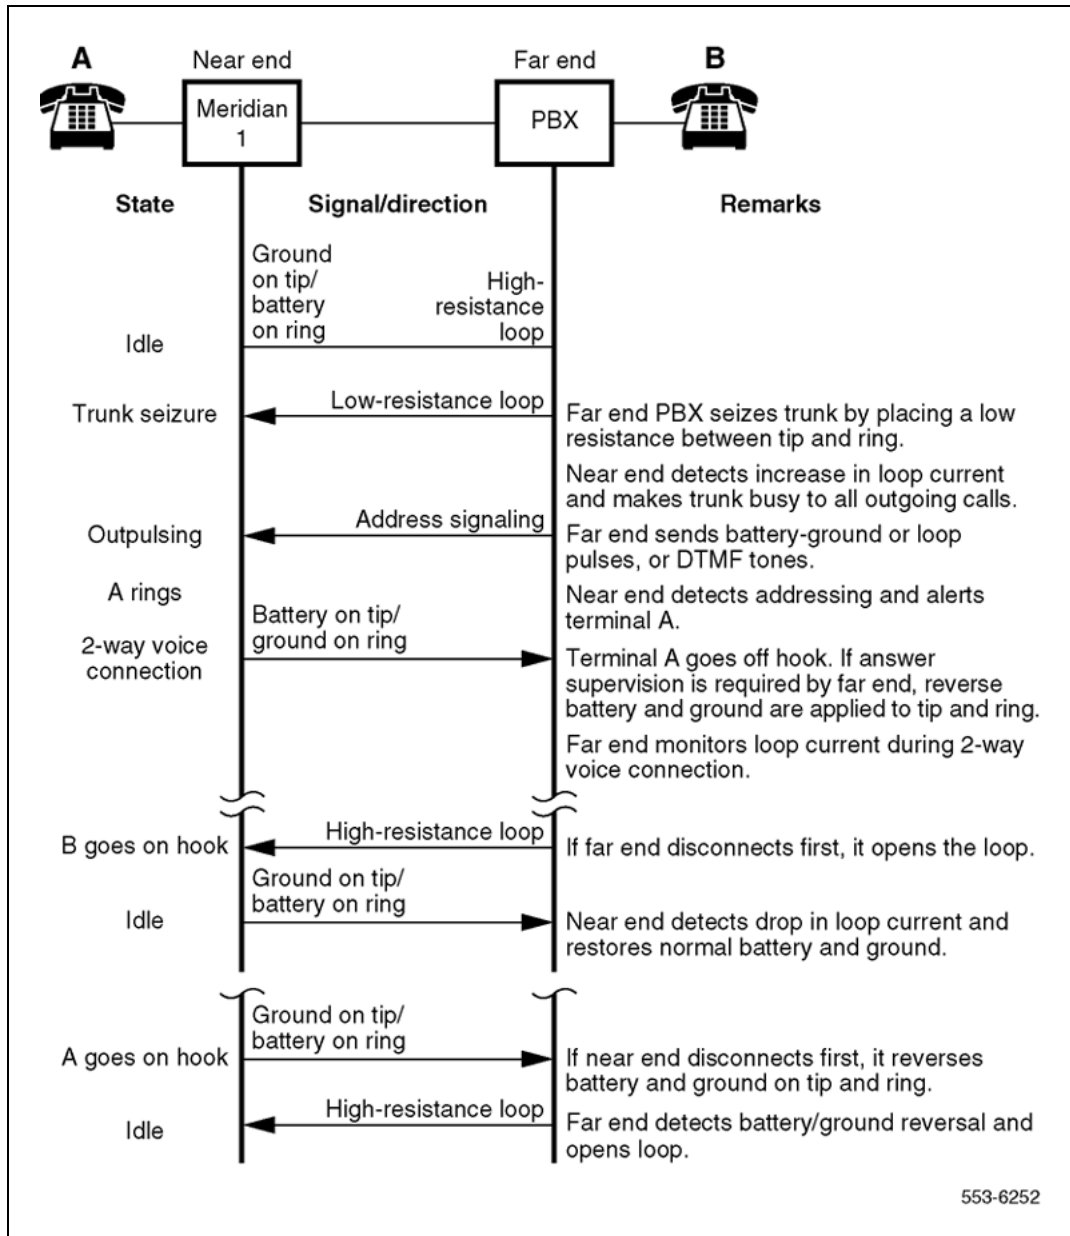 A
Near end
Far end
B
Meridian
1
PBX
State
Signal/direction
Remarks
Ground
on tip/
battery
on ring
High-
resistance
loop
Idle
Trunk seizure
Low-resistance loop
Far end PBX seizes trunk by placing a low
resistance between tip and ring.
Near end detects increase in loop current
and makes trunk busy to all outgoing calls.
Outpulsing
Address signaling
Far end sends battery-ground or loop
pulses, or DTMF tones.
A rings
Near end detects addressing and alerts
terminal A.
2-way voice
connection
Battery on tip/
ground on ring
Terminal A goes off hook. If answer
supervision is required by far end, reverse
battery and ground are applied to tip and ring.
Far end monitors loop current during 2-way
voice connection.
B goes on hook
High-resistance loop
If far end disconnects first, it opens the loop.
Idle
Ground on tip/
battery on ring
Near end detects drop in loop current and
restores normal battery and ground.
A goes on hook
Ground on tip/
battery on ring
If near end disconnects first, it reverses
battery and ground on tip and ring.
Idle
High-resistance loop
Far end detects battery/ground reversal and
opens loop.
553-6252